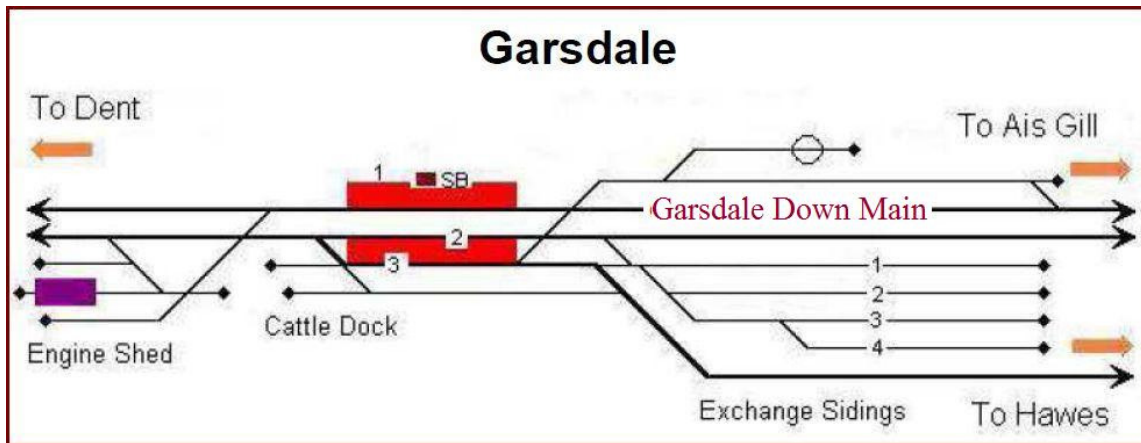 Garsdale
To Dent
To Ais Gill
1
SB
Garsdale Down Main
2
3
1
2
3
4
Cattle Dock
Engine Shed
Exchange Sidings
To Hawes